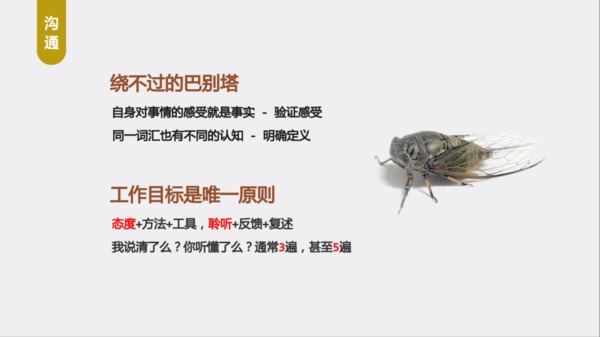 沟
通
绕不过的巴别塔
自身对事情的感受就是事实 - 验证感受
同一词汇也有不同的认知 - 明确定义
工作目标是唯一原则
态度+方法+工具，聆听+反馈+复述
我说清了么？你听懂了么？通常3遍，甚至5遍